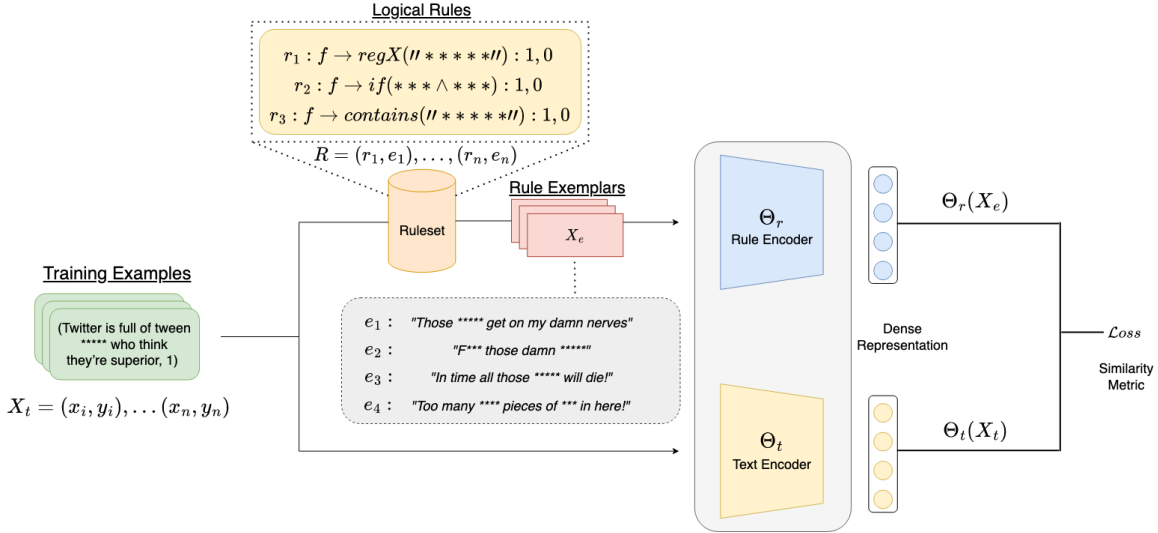 Logical Rules
r₁ : f → regX(〃*****〃) : 1, 0
r₂ : f → if(*** ∧ ***) : 1, 0
r₃ : f → contains(〃*****〃) : 1, 0
R = (r₁, e₁), . . . , (rₙ, eₙ)
Ruleset
Rule Exemplars
Xₑ
Training Examples
(Twitter is full of tween
***** who think
they're superior, 1)
Xₜ = (xᵢ, yᵢ), . . . (xₙ, yₙ)
e₁ : "Those ***** get on my damn nerves"
e₂ : "F*** those damn *****"
e₃ : "In time all those ***** will die!"
e₄ : "Too many **** pieces of *** in here!"
Θᵣ
Rule Encoder
Θₜ
Text Encoder
Dense
Representation
Θᵣ(Xₑ)
Θₜ(Xₜ)
ℒoss
Similarity
Metric